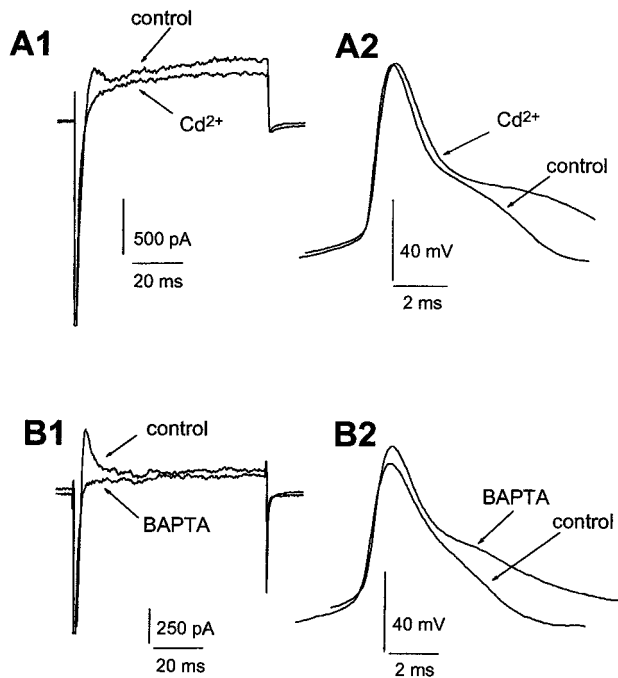 A1
control
Cd²⁺
500 pA
20 ms
A2
Cd²⁺
control
40 mV
2 ms
B1
control
BAPTA
250 pA
20 ms
B2
BAPTA
control
40 mV
2 ms